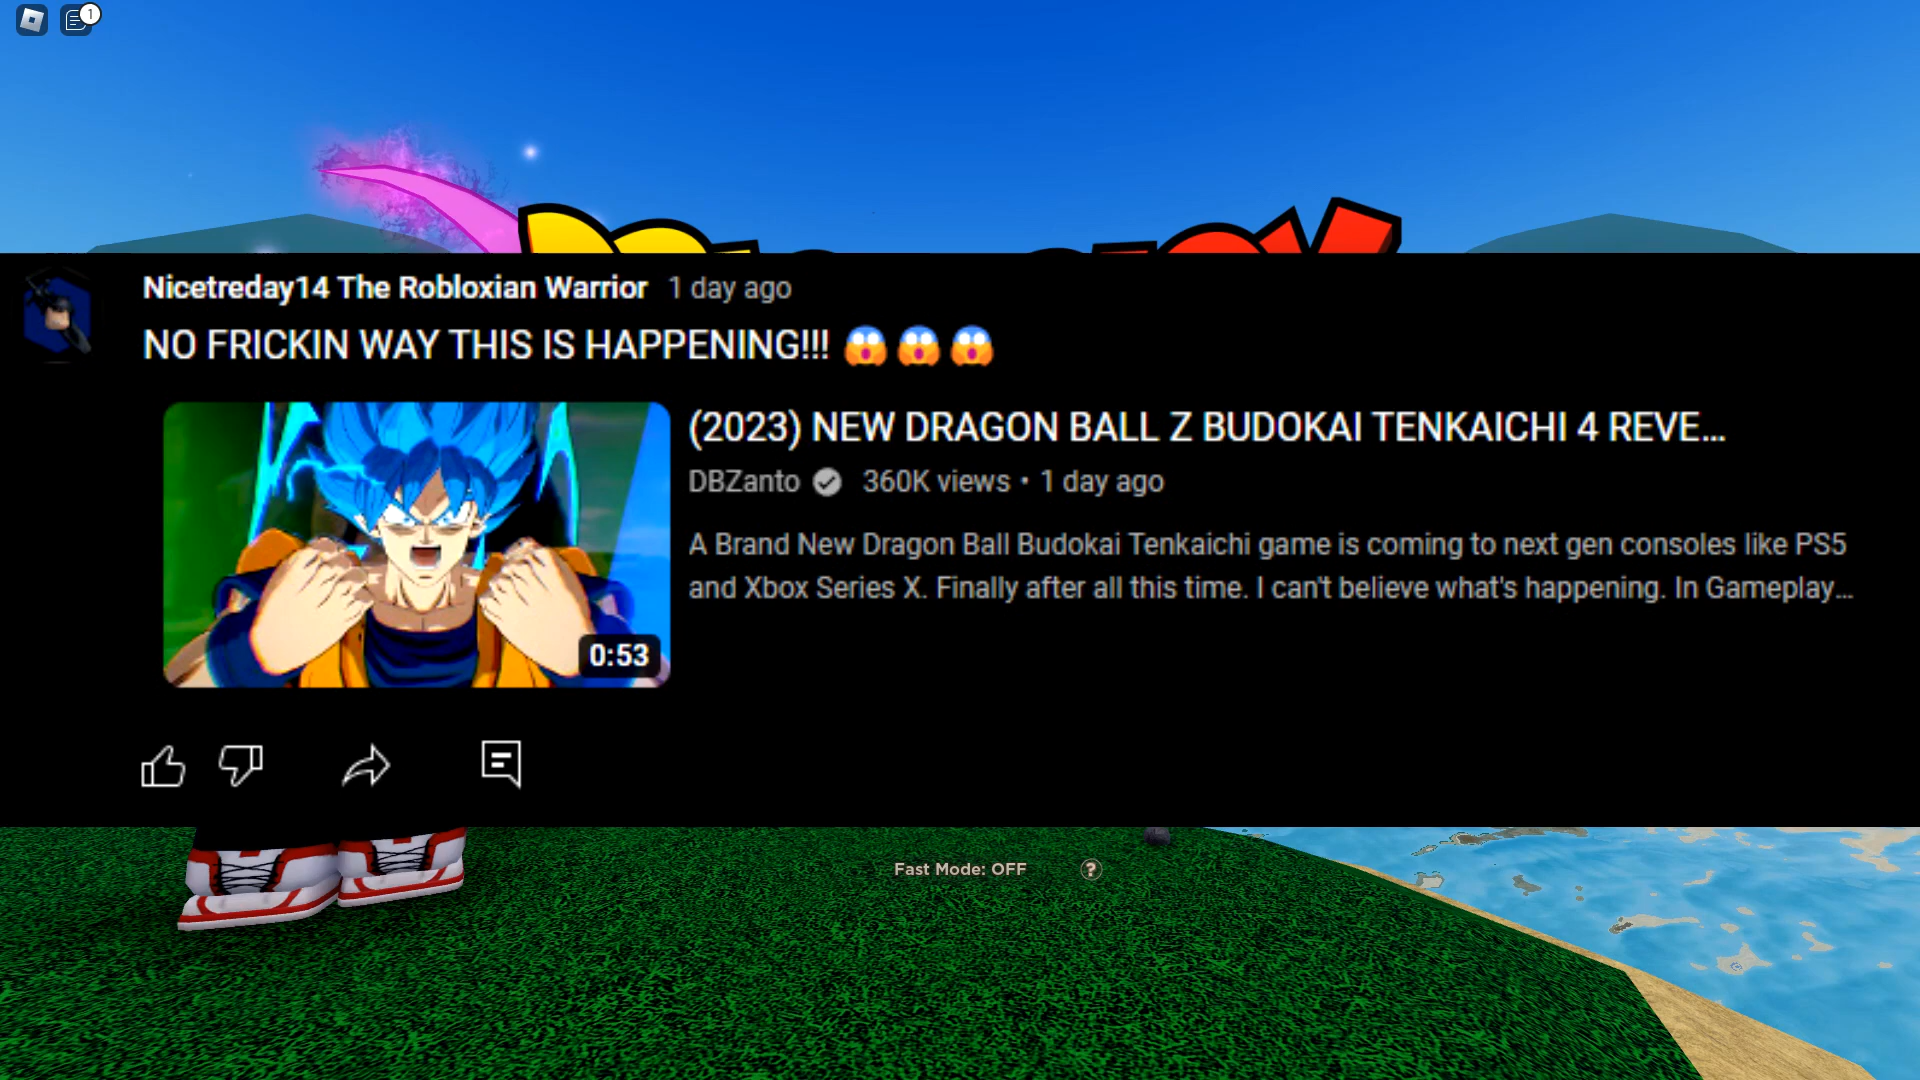 1
Nicetreday14 The Robloxian Warrior 1 day ago
NO FRICKIN WAY THIS IS HAPPENING!!! 😱😱😱
(2023) NEW DRAGON BALL Z BUDOKAI TENKAICHI 4 REVE...
DBZanto 360K views • 1 day ago
A Brand New Dragon Ball Budokai Tenkaichi game is coming to next gen consoles like PS5
and Xbox Series X. Finally after all this time. I can't believe what's happening. In Gameplay...
0:53
Fast Mode: OFF ?